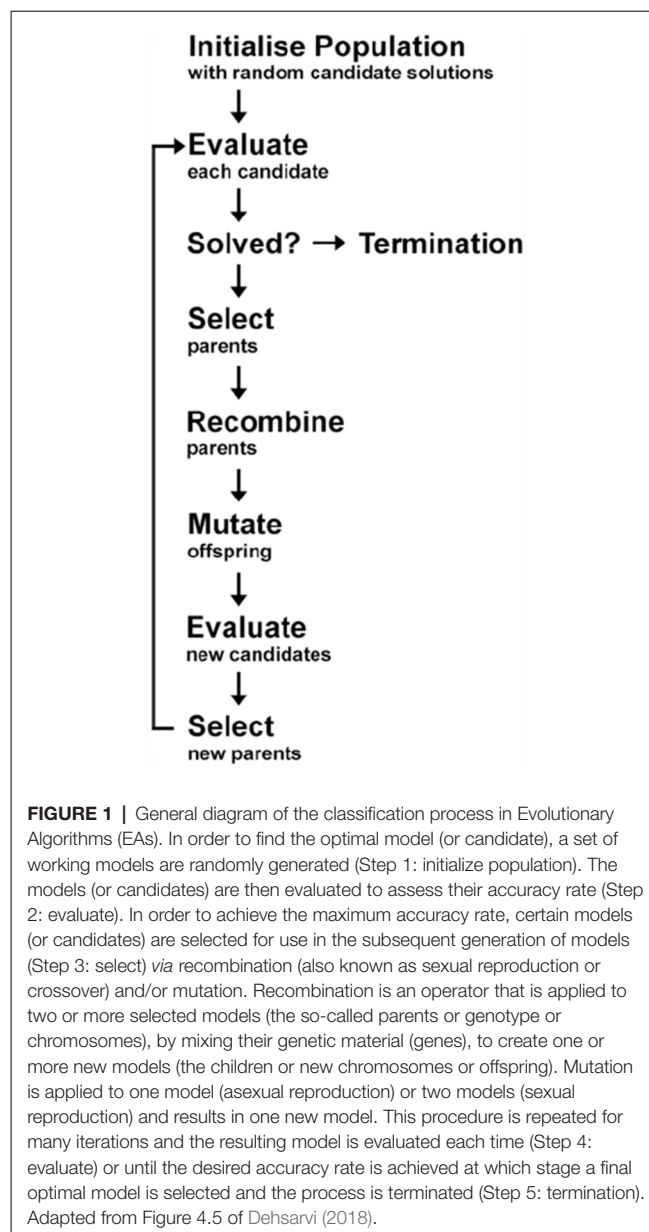 Initialise Population
with random candidate solutions
Evaluate
each candidate
Solved? → Termination
Select
parents
Recombine
parents
Mutate
offspring
Evaluate
new candidates
Select
new parents
FIGURE 1 | General diagram of the classification process in Evolutionary
Algorithms (EAs). In order to find the optimal model (or candidate), a set of
working models are randomly generated (Step 1: initialize population). The
models (or candidates) are then evaluated to assess their accuracy rate (Step
2: evaluate). In order to achieve the maximum accuracy rate, certain models
(or candidates) are selected for use in the subsequent generation of models
(Step 3: select) via recombination (also known as sexual reproduction or
crossover) and/or mutation. Recombination is an operator that is applied to
two or more selected models (the so-called parents or genotype or
chromosomes), by mixing their genetic material (genes), to create one or
more new models (the children or new chromosomes or offspring). Mutation
is applied to one model (asexual reproduction) or two models (sexual
reproduction) and results in one new model. This procedure is repeated for
many iterations and the resulting model is evaluated each time (Step 4:
evaluate) or until the desired accuracy rate is achieved at which stage a final
optimal model is selected and the process is terminated (Step 5: termination).
Adapted from Figure 4.5 of Dehsarvi (2018).